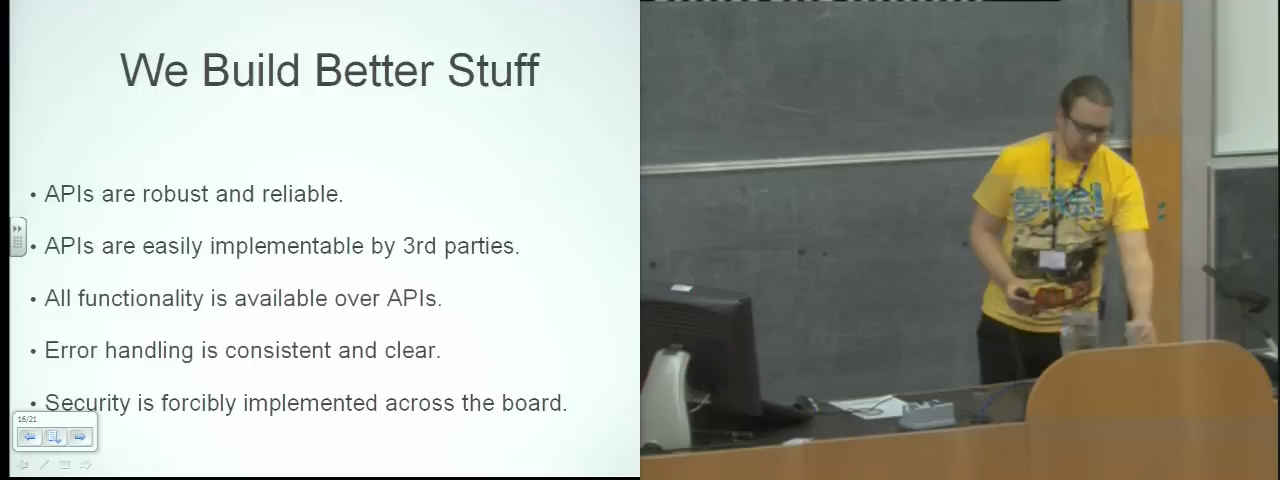 We Build Better Stuff
• APIs are robust and reliable.
• APIs are easily implementable by 3rd parties.
• All functionality is available over APIs.
• Error handling is consistent and clear.
• Security is forcibly implemented across the board.
16/21